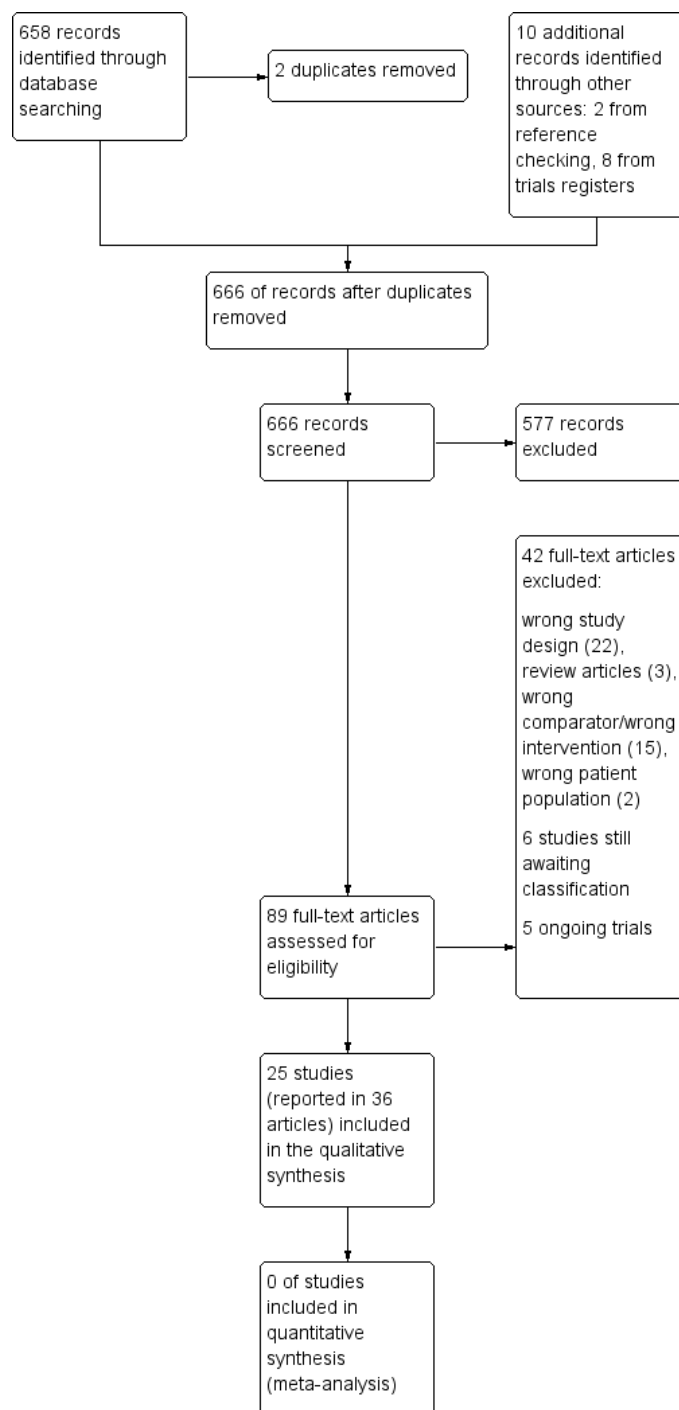 658 records
identified through
database
searching
2 duplicates removed
10 additional
records identified
through other
sources: 2 from
reference
checking, 8 from
trials registers
666 of records after duplicates
removed
666 records
screened
577 records
excluded
42 full-text articles
excluded:
wrong study
design (22),
review articles (3),
wrong
comparator/wrong
intervention (15),
wrong patient
population (2)
6 studies still
awaiting
classification
5 ongoing trials
89 full-text articles
assessed for
eligibility
25 studies
(reported in 36
articles) included
in the qualitative
synthesis
0 of studies
included in
quantitative
synthesis
(meta-analysis)